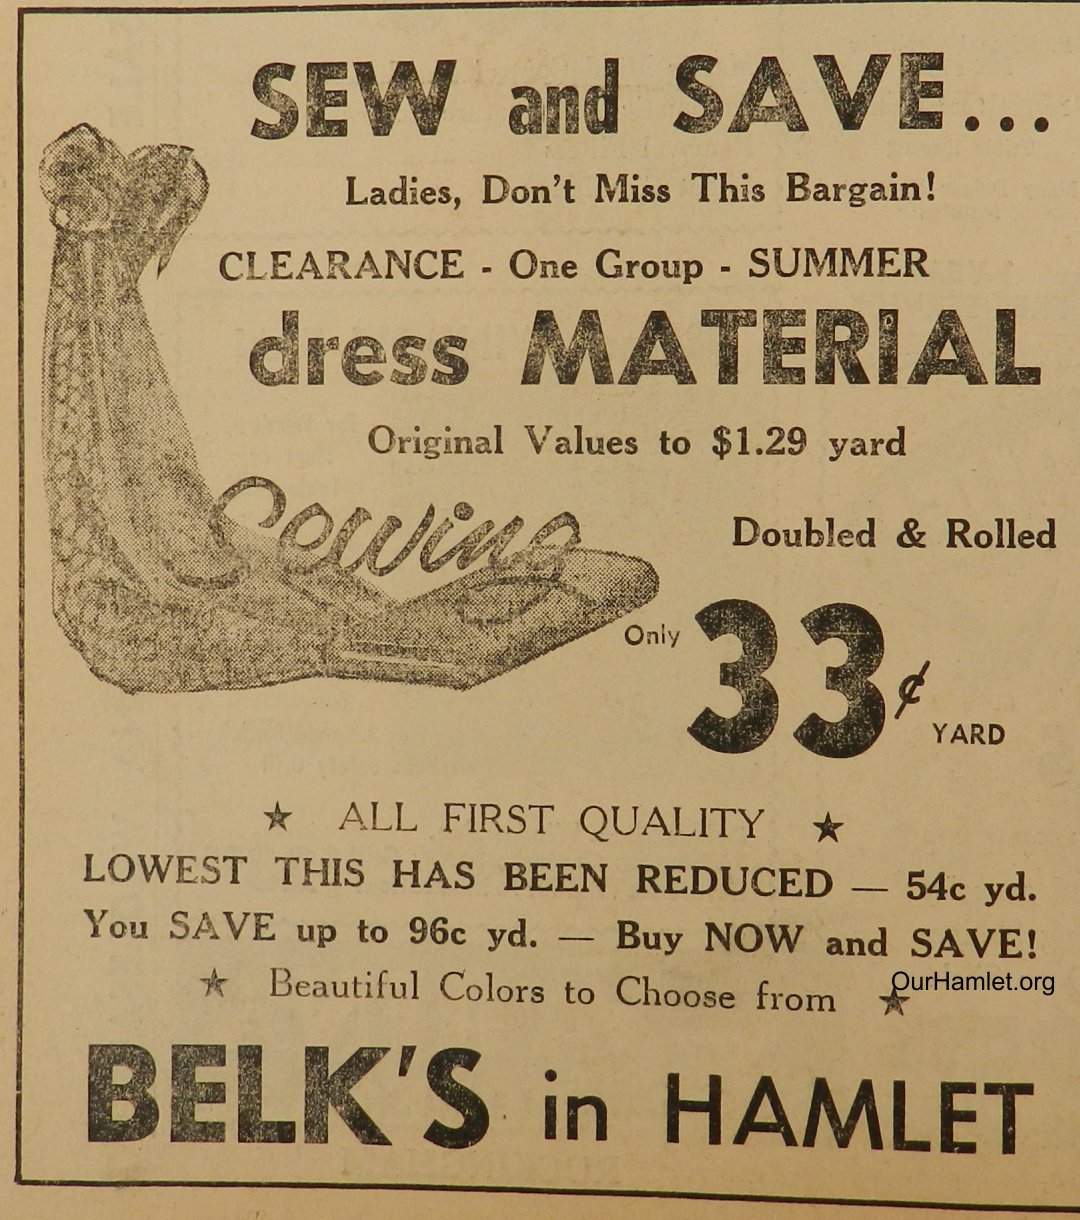 SEW and SAVE...
Ladies, Don't Miss This Bargain!
CLEARANCE - One Group - SUMMER
dress MATERIAL
Original Values to $1.29 yard
Sewing
Doubled & Rolled
Only 33¢ YARD
★ ALL FIRST QUALITY ★
LOWEST THIS HAS BEEN REDUCED — 54c yd.
You SAVE up to 96c yd. — Buy NOW and SAVE!
★ Beautiful Colors to Choose from ★
OurHamlet.org
BELK'S in HAMLET